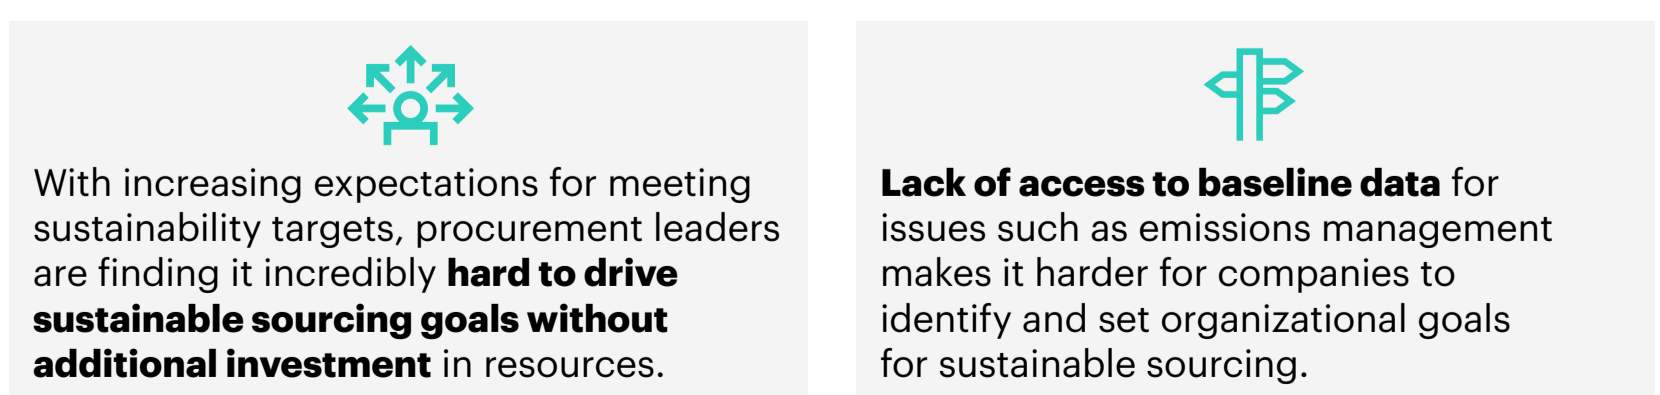 With increasing expectations for meeting
sustainability targets, procurement leaders
are finding it incredibly hard to drive
sustainable sourcing goals without
additional investment in resources.
Lack of access to baseline data for
issues such as emissions management
makes it harder for companies to
identify and set organizational goals
for sustainable sourcing.